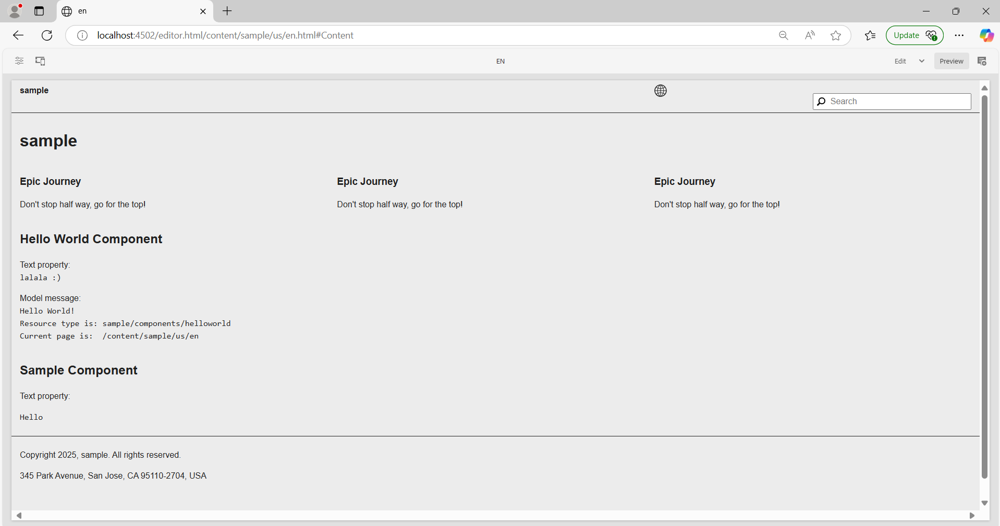 en
localhost:4502/editor.html/content/sample/us/en.html#Content
Update
EN
Edit
Preview
sample
Search
sample
Epic Journey
Don't stop half way, go for the top!
Epic Journey
Don't stop half way, go for the top!
Epic Journey
Don't stop half way, go for the top!
Hello World Component
Text property:
lalala :)
Model message:
Hello World!
Resource type is: sample/components/helloworld
Current page is:  /content/sample/us/en
Sample Component
Text property:
Hello
Copyright 2025, sample. All rights reserved.
345 Park Avenue, San Jose, CA 95110-2704, USA